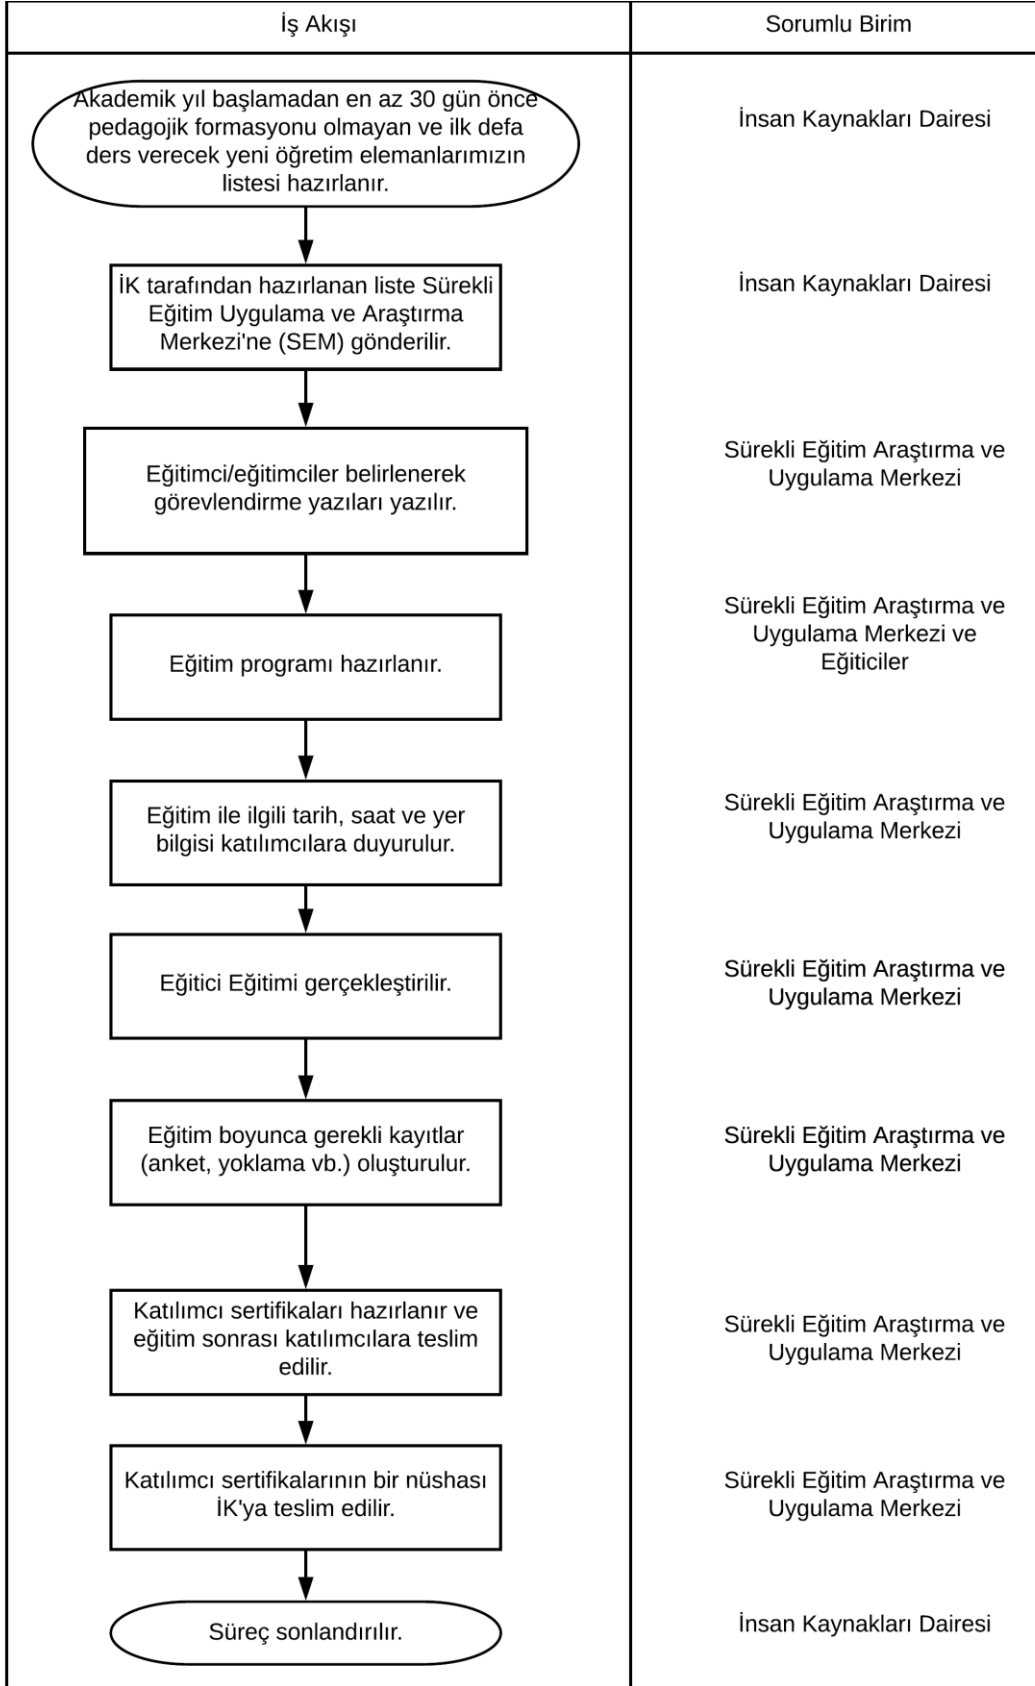 İş Akışı
Sorumlu Birim
Akademik yıl başlamadan en az 30 gün önce
pedagojik formasyonu olmayan ve ilk defa
ders verecek yeni öğretim elemanlarımızın
listesi hazırlanır.
İnsan Kaynakları Dairesi
İK tarafından hazırlanan liste Sürekli
Eğitim Uygulama ve Araştırma
Merkezi'ne (SEM) gönderilir.
İnsan Kaynakları Dairesi
Eğitimci/eğitimciler belirlenerek
görevlendirme yazıları yazılır.
Sürekli Eğitim Araştırma ve
Uygulama Merkezi
Eğitim programı hazırlanır.
Sürekli Eğitim Araştırma ve
Uygulama Merkezi ve
Eğiticiler
Eğitim ile ilgili tarih, saat ve yer
bilgisi katılımcılara duyurulur.
Sürekli Eğitim Araştırma ve
Uygulama Merkezi
Eğitici Eğitimi gerçekleştirilir.
Sürekli Eğitim Araştırma ve
Uygulama Merkezi
Eğitim boyunca gerekli kayıtlar
(anket, yoklama vb.) oluşturulur.
Sürekli Eğitim Araştırma ve
Uygulama Merkezi
Katılımcı sertifikaları hazırlanır ve
eğitim sonrası katılımcılara teslim
edilir.
Sürekli Eğitim Araştırma ve
Uygulama Merkezi
Katılımcı sertifikalarının bir nüshası
İK'ya teslim edilir.
Sürekli Eğitim Araştırma ve
Uygulama Merkezi
Süreç sonlandırılır.
İnsan Kaynakları Dairesi